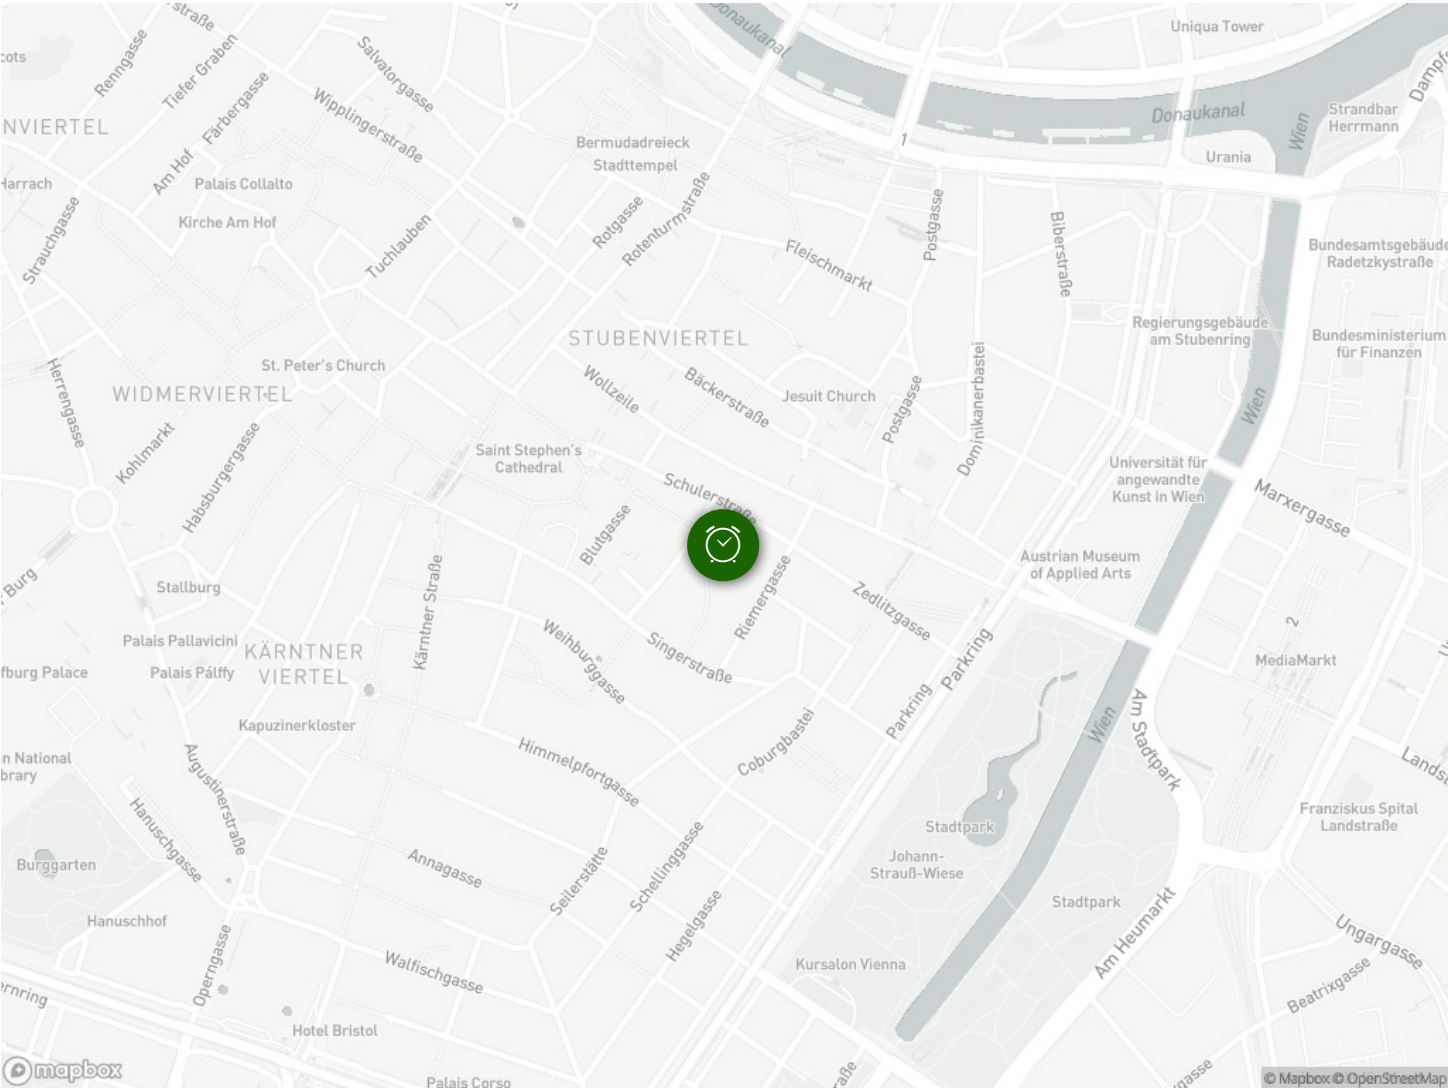 Donaukanal
Uniqua Tower
Renngasse
Tiefer Graben
Salvatorgasse
Färbergasse
Wipplingerstraße
Am Hof
Bermudadreieck
Stadttempel
Donaukanal
Wien
Strandbar
Herrmann
1
Urania
Palais Collalto
Kirche Am Hof
Strauchgasse
Tuchlauben
Rotgasse
Rotenturmstraße
Fleischmarkt
Postgasse
Biberstraße
Radetzkystraße
STUBENVIERTEL
Regierungsgebäude
am Stubenring
Bundesministerium
für Finanzen
St. Peter's Church
WIDMERVIERTEL
Herrengasse
Kohlmarkt
Habsburgergasse
Wollzeile
Bäckerstraße
Jesuit Church
Postgasse
Dominikanerbastei
Wien
Saint Stephen's
Cathedral
Schulerstraße
Universität für
angewandte
Kunst in Wien
Marxergasse
Blutgasse
Kärntner Straße
Riemergasse
Zedlitzgasse
Austrian Museum
of Applied Arts
Stallburg
Palais Pallavicini
Palais Pálffy
KÄRNTNER
VIERTEL
Weihburggasse
Singerstraße
Parkring
Parkring
2
MediaMarkt
Kapuzinerkloster
Augustinerstraße
Himmelpfortgasse
Coburgbastei
Wien
Am Stadtpark
Hanuschgasse
Burggarten
Annagasse
Seilerstätte
Schellinggasse
Hegelgasse
Stadtpark
Johann-
Strauß-Wiese
Stadtpark
Franziskus Spital
Landstraße
Hanuschhof
Operngasse
Walfischgasse
Kursalon Vienna
Am Heumarkt
Ungargasse
Beatrixgasse
Hotel Bristol
Palais Corso
mapbox
© Mapbox © OpenStreetMap